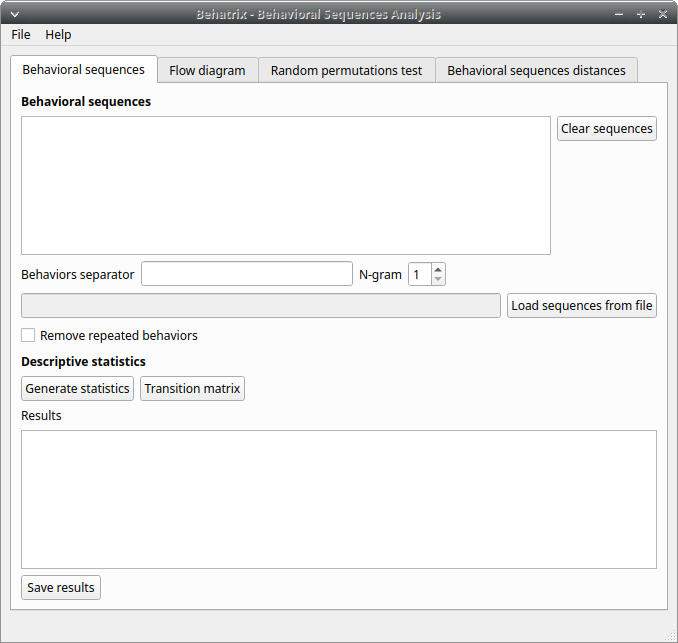 Behatrix - Behavioral Sequences Analysis
File Help
Behavioral sequences Flow diagram Random permutations test Behavioral sequences distances
Behavioral sequences
Clear sequences
Behaviors separator N-gram 1
Load sequences from file
Remove repeated behaviors
Descriptive statistics
Generate statistics Transition matrix
Results
Save results